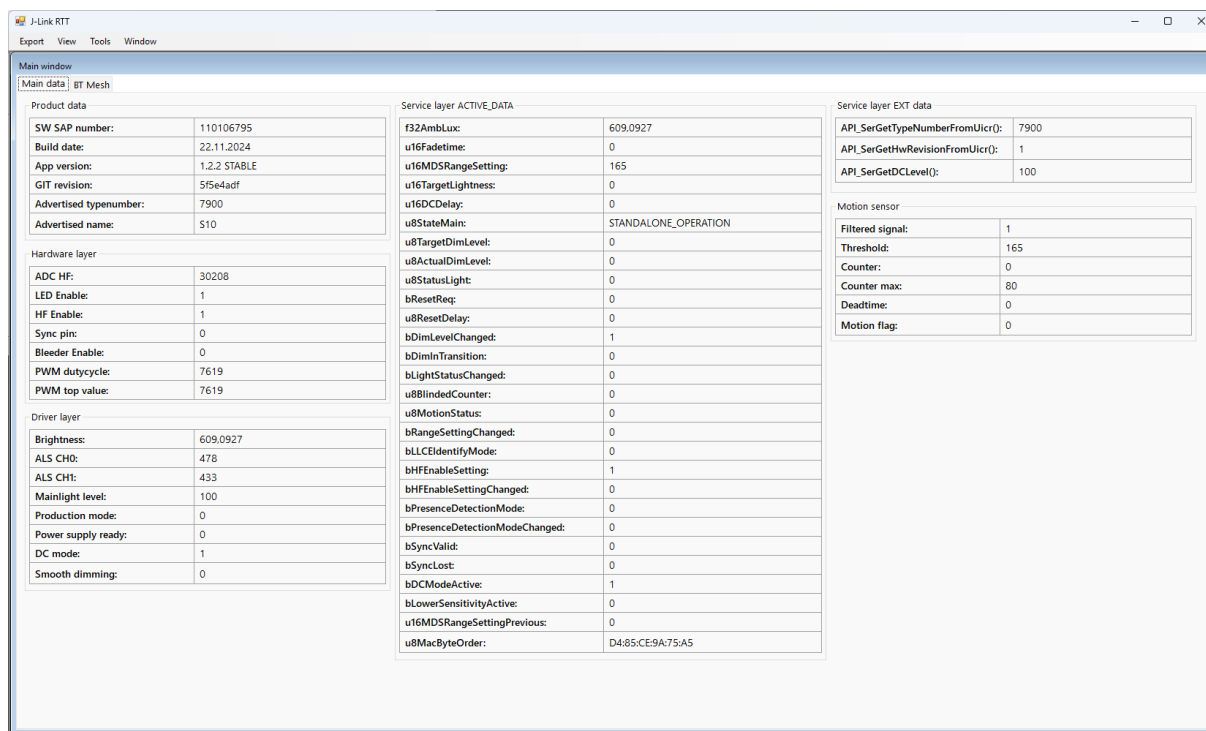 J-Link RTT
Export View Tools Window
Main window
Main data BT Mesh
Product data
SW SAP number: 110106795
Build date: 22.11.2024
App version: 1.2.2 STABLE
GIT revision: 5f5e4adf
Advertised typenumber: 7900
Advertised name: S10
Hardware layer
ADC HF: 30208
LED Enable: 1
HF Enable: 1
Sync pin: 0
Bleeder Enable: 0
PWM dutycycle: 7619
PWM top value: 7619
Driver layer
Brightness: 609,0927
ALS CH0: 478
ALS CH1: 433
Mainlight level: 100
Production mode: 0
Power supply ready: 0
DC mode: 1
Smooth dimming: 0
Service layer ACTIVE_DATA
f32AmbLux: 609,0927
u16Fadetime: 0
u16MDSRangeSetting: 165
u16TargetLightness: 0
u16DCDelay: 0
u8StateMain: STANDALONE_OPERATION
u8TargetDimLevel: 0
u8ActualDimLevel: 0
u8StatusLight: 0
bResetReq: 0
u8ResetDelay: 0
bDimLevelChanged: 1
bDimInTransition: 0
bLightStatusChanged: 0
u8BlindedCounter: 0
u8MotionStatus: 0
bRangeSettingChanged: 0
bLLCEIdentifyMode: 0
bHFEnableSetting: 1
bHFEnableSettingChanged: 0
bPresenceDetectionMode: 0
bPresenceDetectionModeChanged: 0
bSyncValid: 0
bSyncLost: 0
bDCModeActive: 1
bLowerSensitivityActive: 0
u16MDSRangeSettingPrevious: 0
u8MacByteOrder: D4:85:CE:9A:75:A5
Service layer EXT data
API_SerGetTypeNumberFromUicr(): 7900
API_SerGetHwRevisionFromUicr(): 1
API_SerGetDCLevel(): 100
Motion sensor
Filtered signal: 1
Threshold: 165
Counter: 0
Counter max: 80
Deadtime: 0
Motion flag: 0